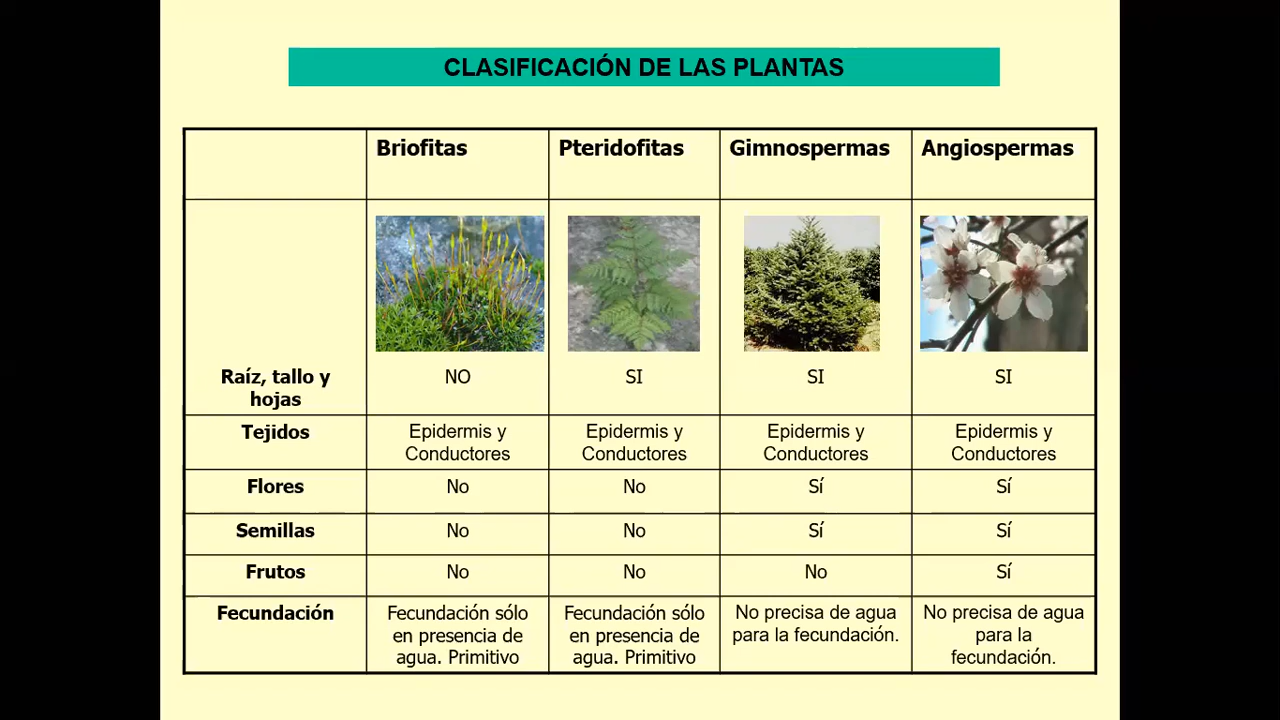 CLASIFICACIÓN DE LAS PLANTAS
Briofitas Pteridofitas Gimnospermas Angiospermas
Raíz, tallo y NO SI SI SI
hojas
Tejidos Epidermis y Epidermis y Epidermis y Epidermis y
Conductores Conductores Conductores Conductores
Flores No No Sí Sí
Semillas No No Sí Sí
Frutos No No No Sí
Fecundación Fecundación sólo Fecundación sólo No precisa de agua No precisa de agua
en presencia de en presencia de para la fecundación. para la
agua. Primitivo agua. Primitivo fecundación.